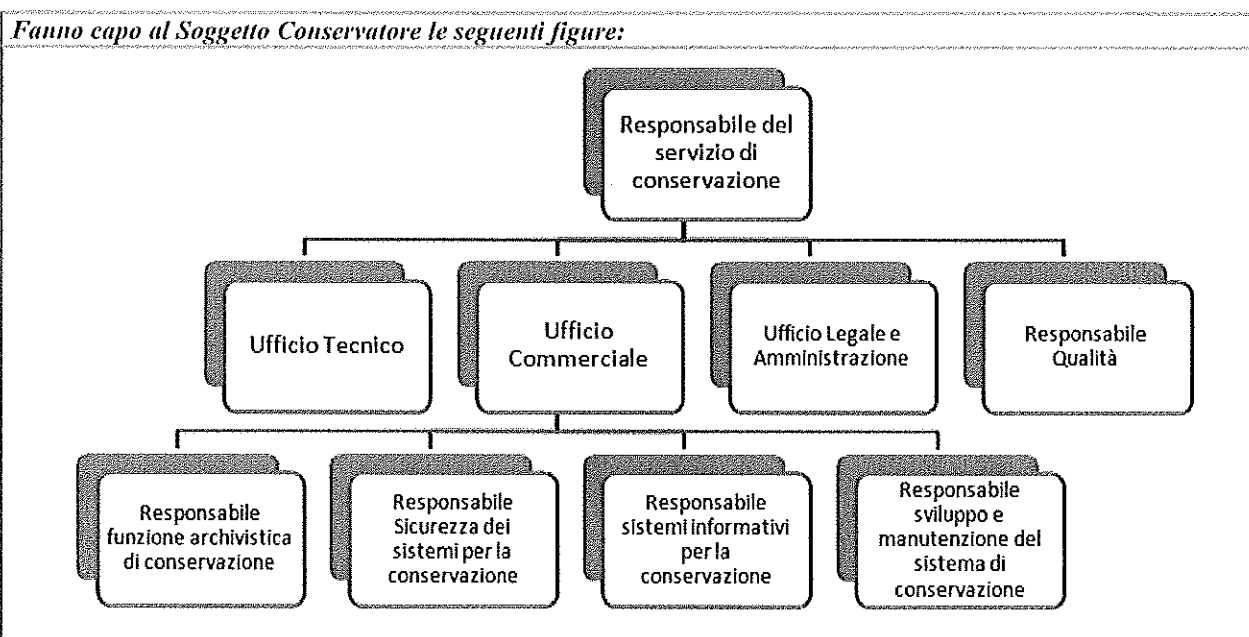 Fanno capo al Soggetto Conservatore le seguenti figure:
Responsabile del
servizio di
conservazione
Ufficio Tecnico
Ufficio
Commerciale
Ufficio Legale e
Amministrazione
Responsabile
Qualità
Responsabile
funzione archivistica
di conservazione
Responsabile
Sicurezza dei
sistemi per la
conservazione
Responsabile
sistemi informativi
per la
conservazione
Responsabile
sviluppo e
manutenzione del
sistema di
conservazione